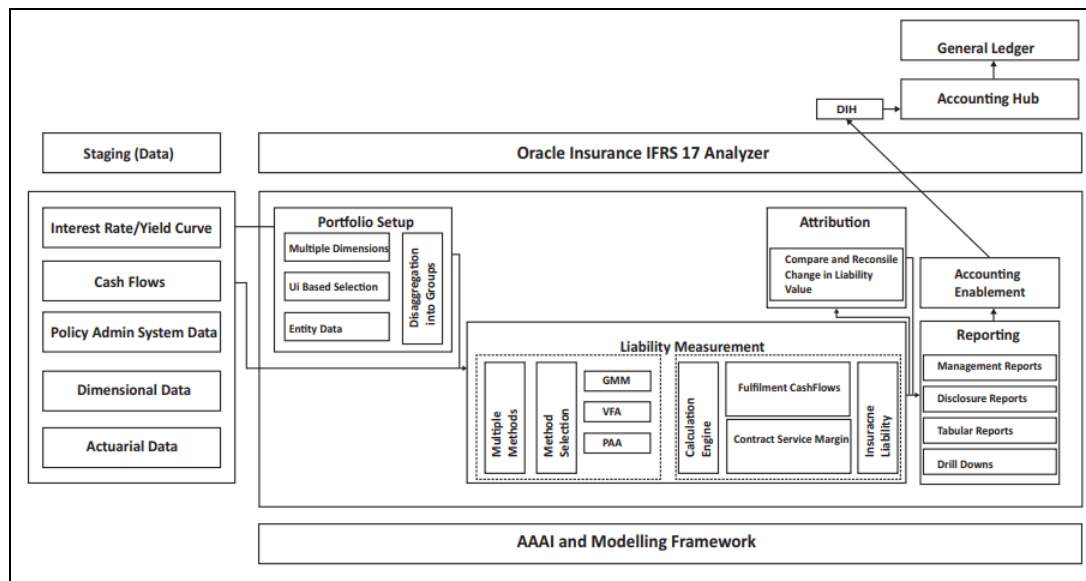 General Ledger
Accounting Hub
DIH
Staging (Data)
Oracle Insurance IFRS 17 Analyzer
Interest Rate/Yield Curve
Cash Flows
Policy Admin System Data
Dimensional Data
Actuarial Data
Portfolio Setup
Multiple Dimensions
Ui Based Selection
Entity Data
Disaggregation
into Groups
Attribution
Compare and Reconcile
Change in Liability
Value
Accounting
Enablement
Liability Measurement
Multiple
Methods
Method
Selection
GMM
VFA
PAA
Calculation
Engine
Fulfilment CashFlows
Contract Service Margin
Insuracne
Liability
Reporting
Management Reports
Disclosure Reports
Tabular Reports
Drill Downs
AAAI and Modelling Framework